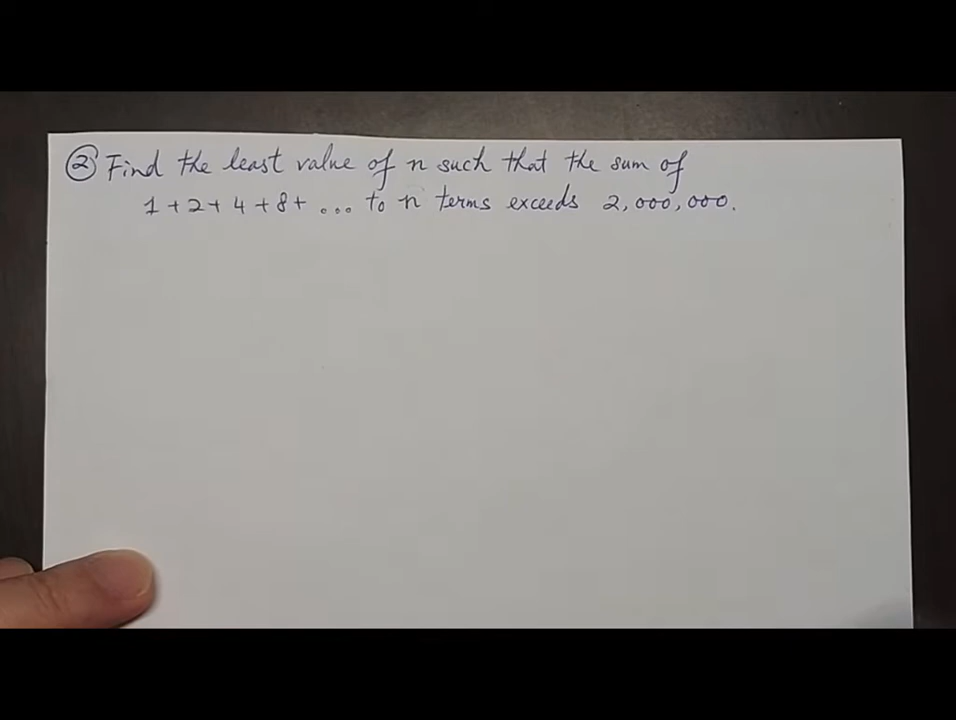 ② Find the least value of n such that the sum of
1+2+4+8+ ... to n terms exceeds 2,000,000.